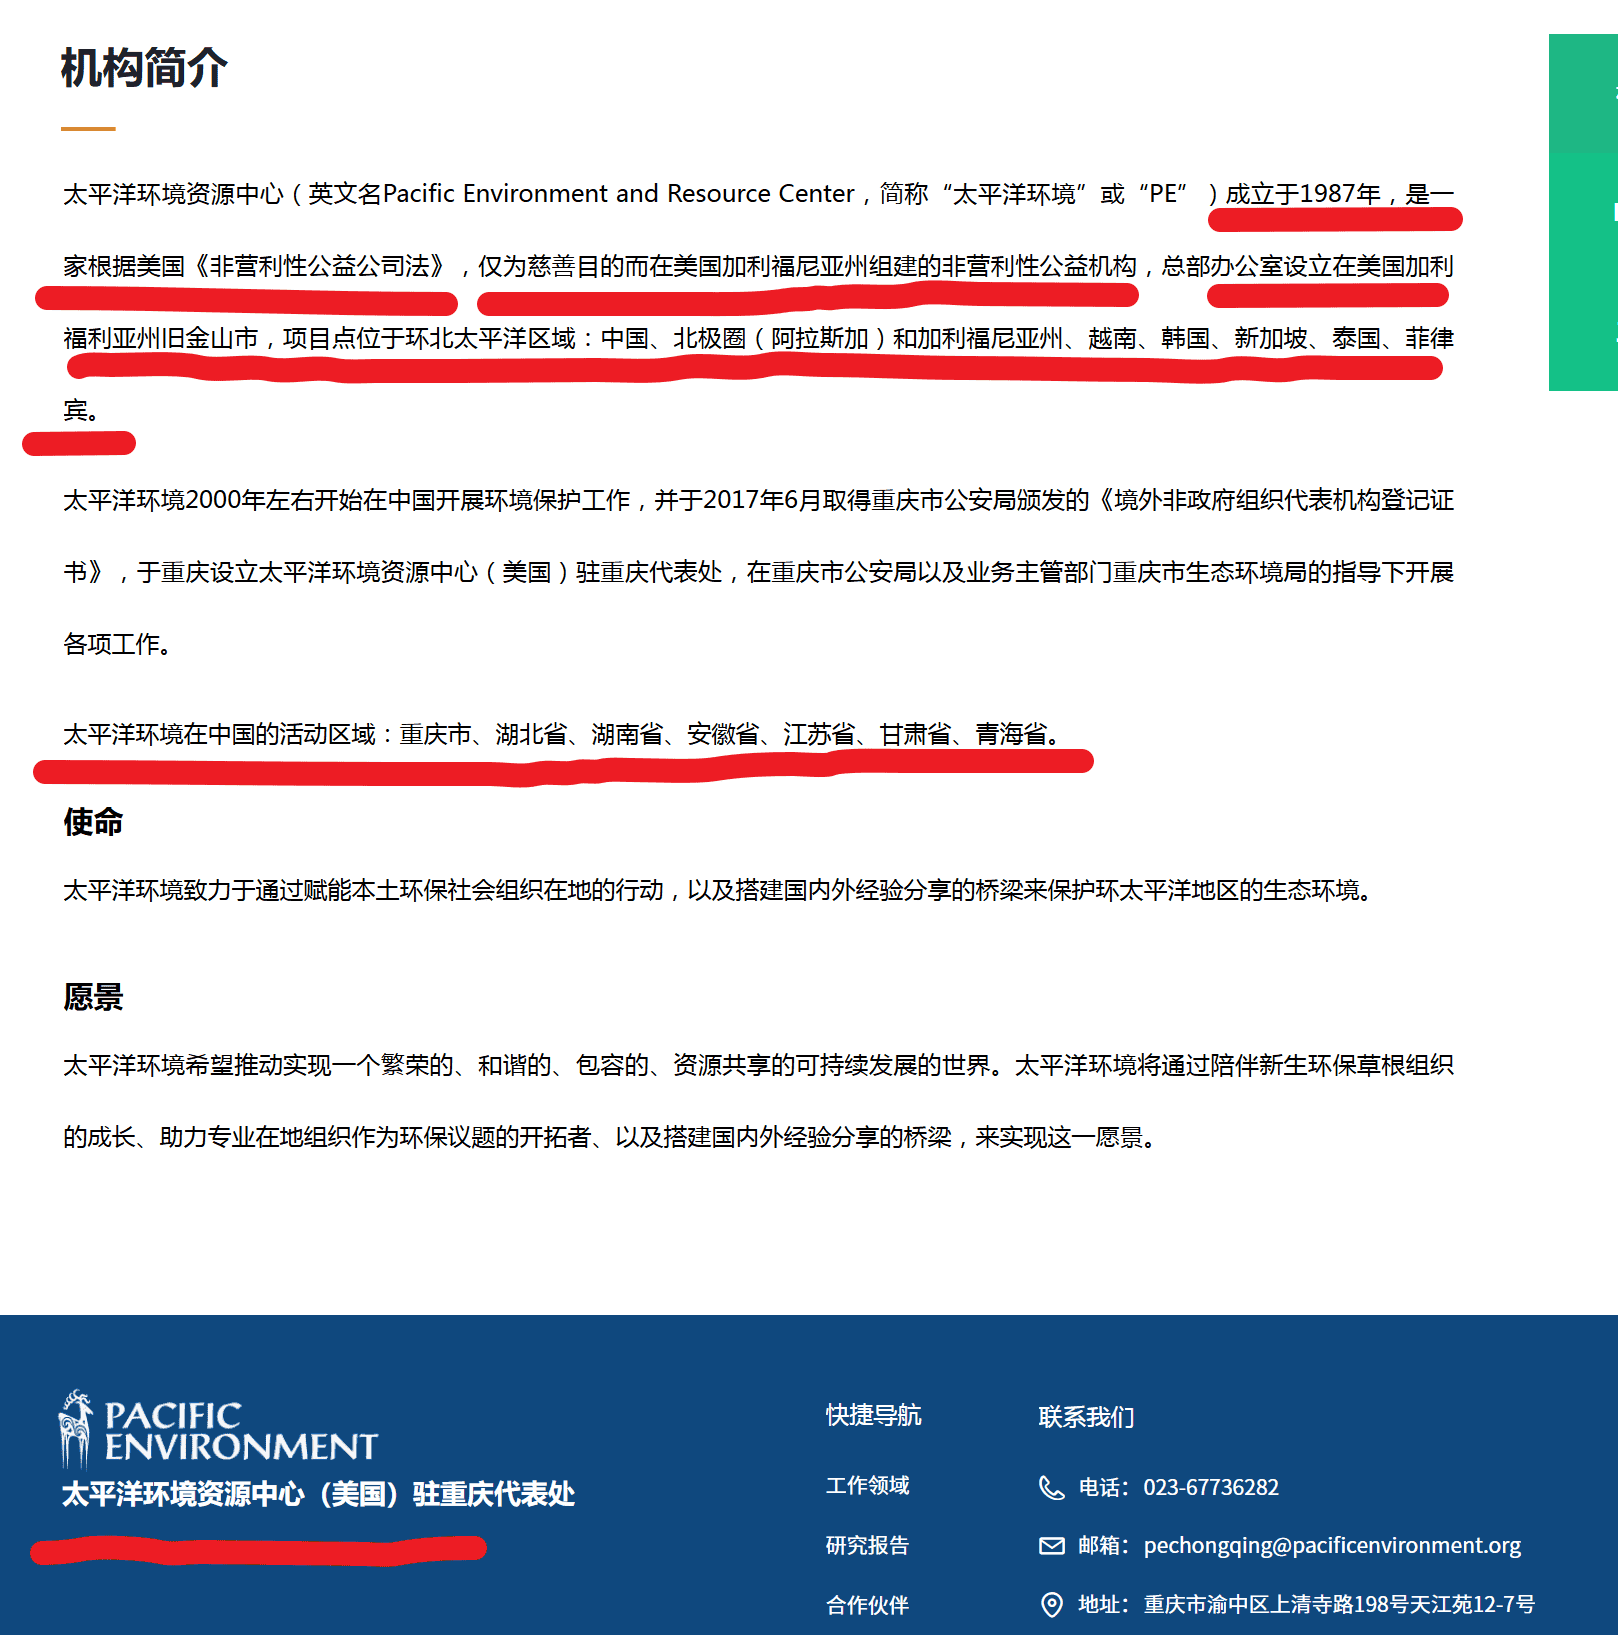 机构简介
太平洋环境资源中心（英文名Pacific Environment and Resource Center，简称“太平洋环境”或“PE”）成立于1987年，是一
家根据美国《非营利性公益公司法》，仅为慈善目的而在美国加利福尼亚州组建的非营利性公益机构，总部办公室设立在美国加利
福利亚州旧金山市，项目点位于环北太平洋区域：中国、北极圈（阿拉斯加）和加利福尼亚州、越南、韩国、新加坡、泰国、菲律
宾。
太平洋环境2000年左右开始在中国开展环境保护工作，并于2017年6月取得重庆市公安局颁发的《境外非政府组织代表机构登记证
书》，于重庆设立太平洋环境资源中心（美国）驻重庆代表处，在重庆市公安局以及业务主管部门重庆市生态环境局的指导下开展
各项工作。
太平洋环境在中国的活动区域：重庆市、湖北省、湖南省、安徽省、江苏省、甘肃省、青海省。
使命
太平洋环境致力于通过赋能本土环保社会组织在地的行动，以及搭建国内外经验分享的桥梁来保护环太平洋地区的生态环境。
愿景
太平洋环境希望推动实现一个繁荣的、和谐的、包容的、资源共享的可持续发展的世界。太平洋环境将通过陪伴新生环保草根组织
的成长、助力专业在地组织作为环保议题的开拓者、以及搭建国内外经验分享的桥梁，来实现这一愿景。
PACIFIC
ENVIRONMENT
太平洋环境资源中心（美国）驻重庆代表处
快捷导航
工作领域
研究报告
合作伙伴
联系我们
电话：023-67736282
邮箱：pechongqing@pacificenvironment.org
地址：重庆市渝中区上清寺路198号天江苑12-7号